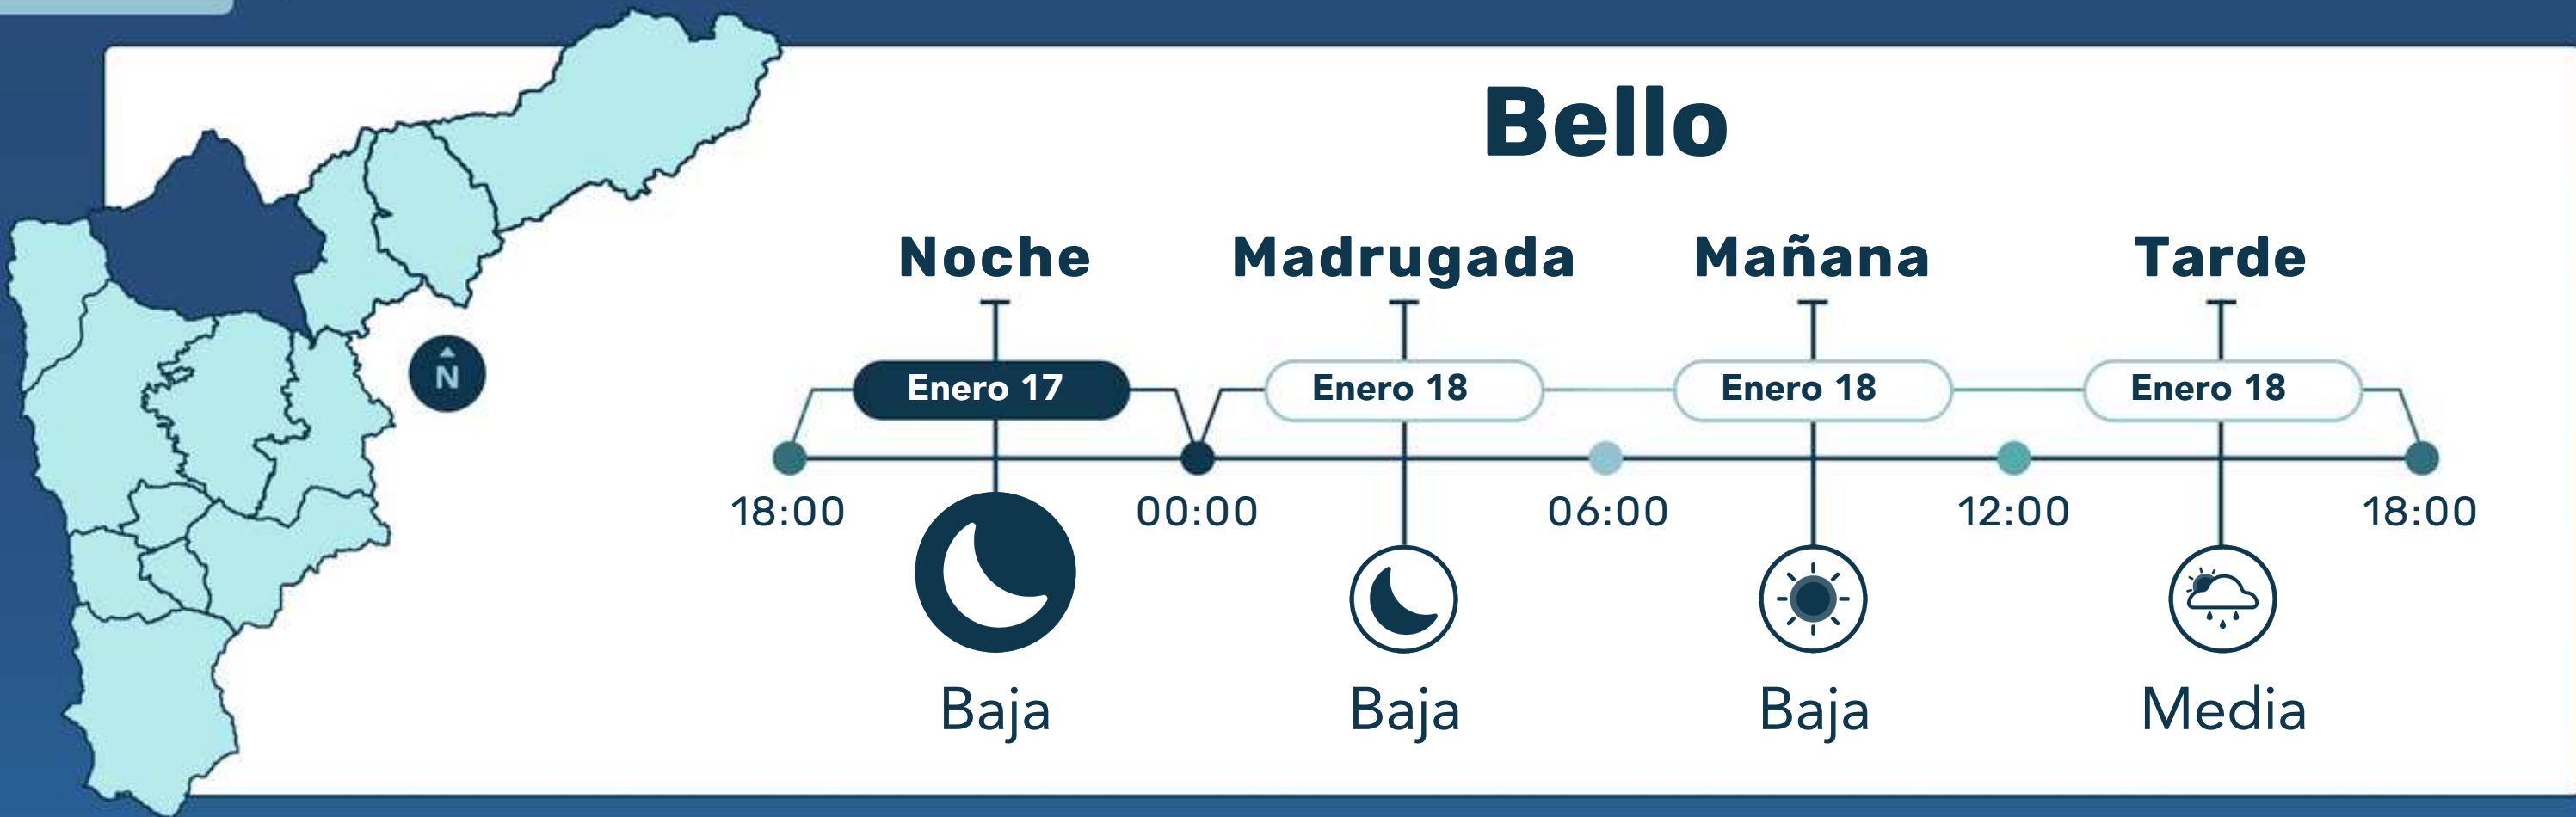 Bello
Noche Madrugada Mañana Tarde
Enero 17 Enero 18 Enero 18 Enero 18
N
18:00 00:00 06:00 12:00 18:00
Baja Baja Baja Media